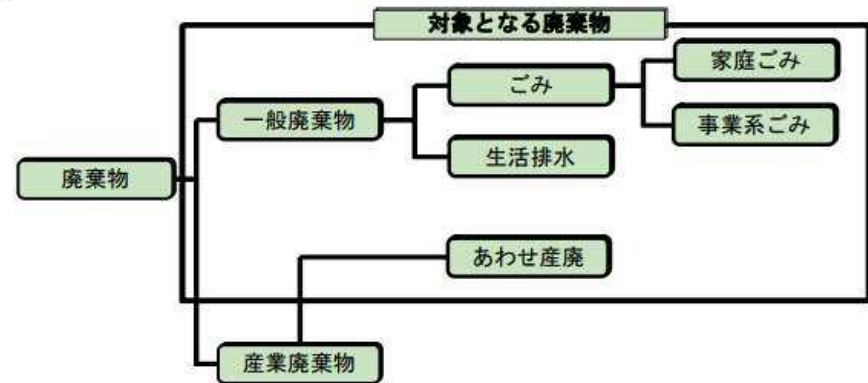 対象となる廃棄物
家庭ごみ
ごみ
一般廃棄物
事業系ごみ
生活排水
廃棄物
あわせ産廃
産業廃棄物